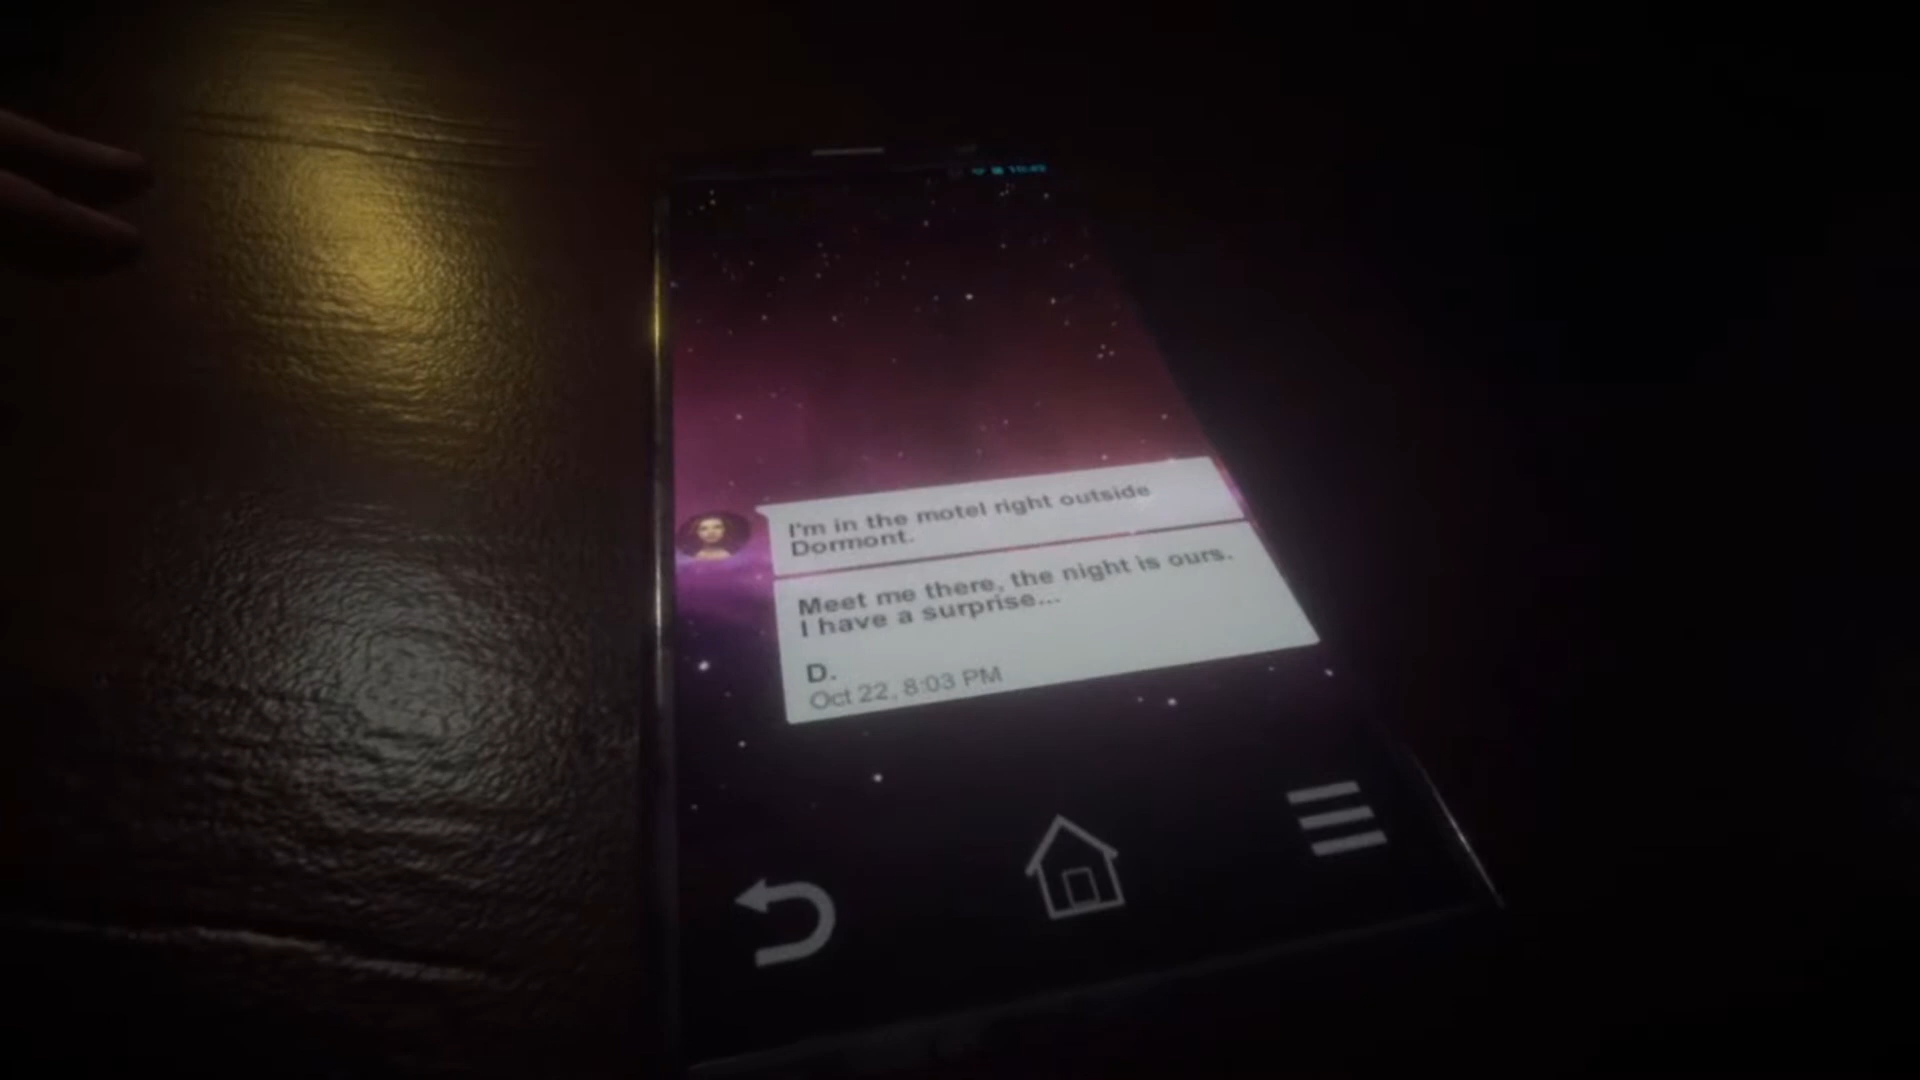 I'm in the motel right outside
Dormont.
Meet me there, the night is ours.
I have a surprise...
D.
Oct 22, 8:03 PM